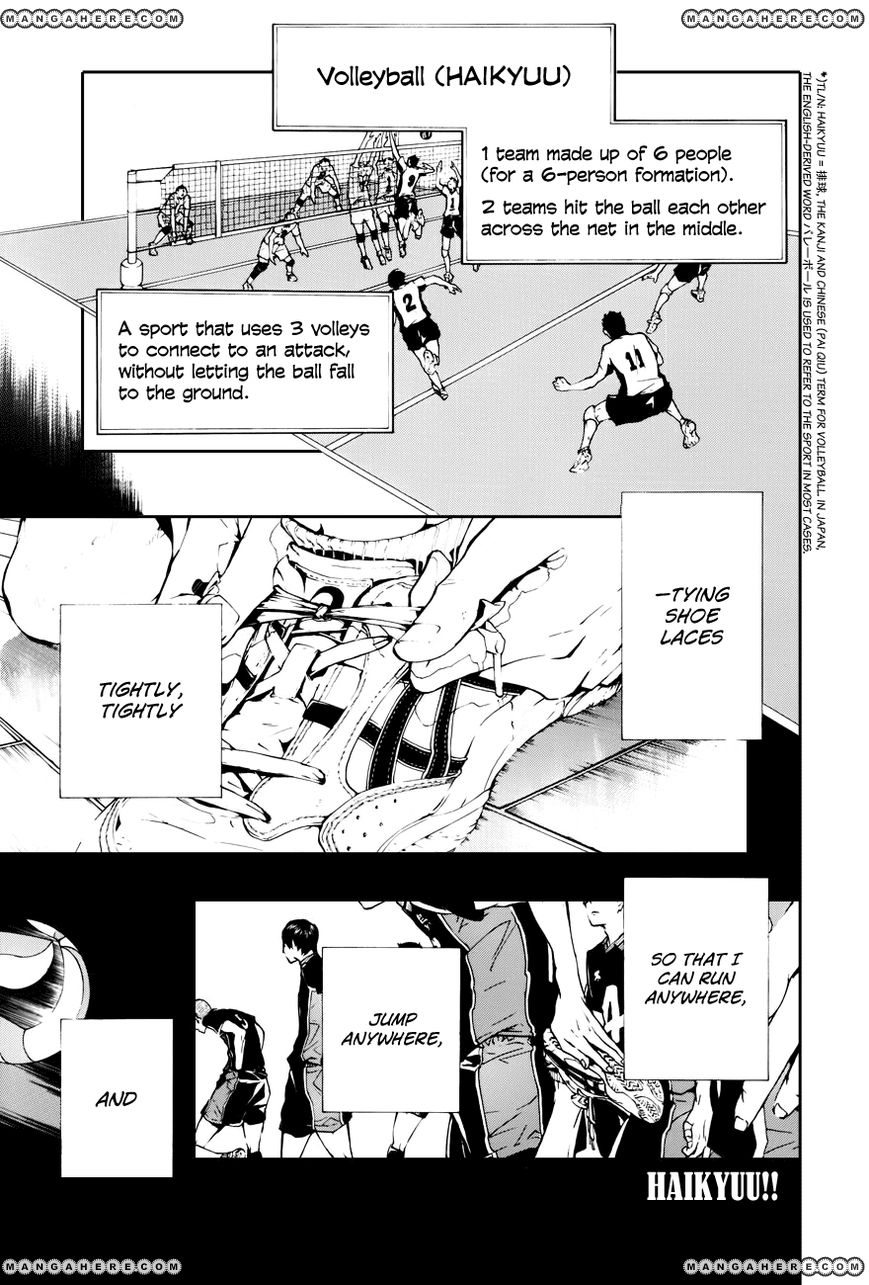 MANGAHERE.COM
MANGAHERE.COM
Volleyball (HAIKYUU)
1 team made up of 6 people
(for a 6-person formation).
2 teams hit the ball each other
across the net in the middle.
*)TL/N: HAIKYUU = 排球, THE KANJI AND CHINESE (PAI QIU) TERM FOR VOLLEYBALL. IN JAPAN,
THE ENGLISH-DERIVED WORD バレーボール IS USED TO REFER TO THE SPORT IN MOST CASES.
9
1
2
11
A sport that uses 3 volleys
to connect to an attack,
without letting the ball fall
to the ground.
—TYING
SHOE
LACES
TIGHTLY,
TIGHTLY
SO THAT I
CAN RUN
ANYWHERE,
4
JUMP
ANYWHERE,
AND
HAIKYUU!!
MANGAHERE.COM
MANGAHERE.COM